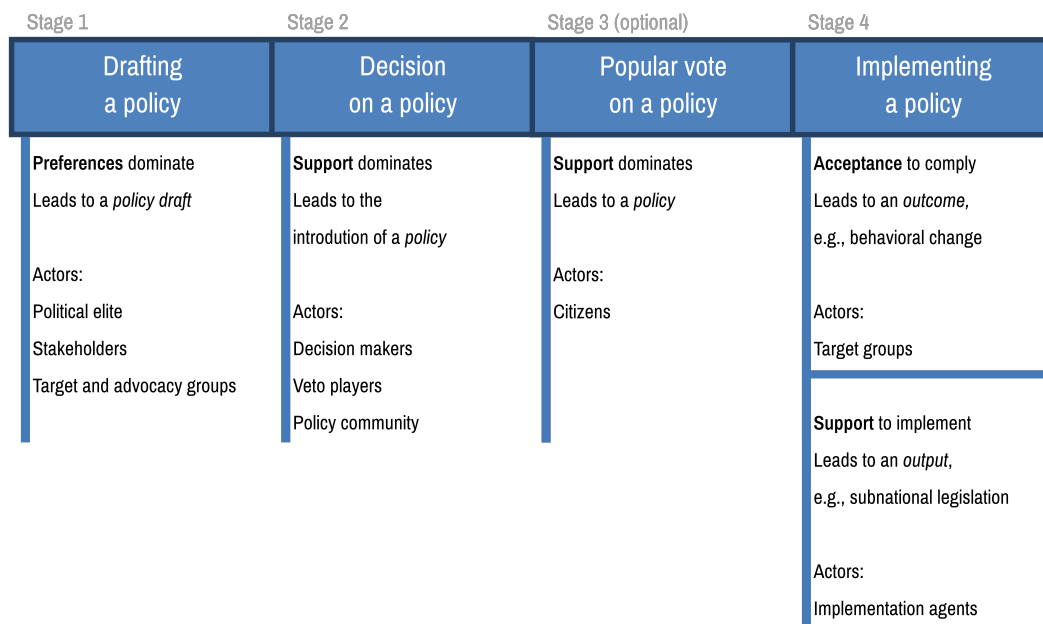 Stage 1
Drafting
a policy
Preferences dominate
Leads to a policy draft
Actors:
Political elite
Stakeholders
Target and advocacy groups
Stage 2
Decision
on a policy
Support dominates
Leads to the
introdution of a policy
Actors:
Decision makers
Veto players
Policy community
Stage 3 (optional)
Popular vote
on a policy
Support dominates
Leads to a policy
Actors:
Citizens
Stage 4
Implementing
a policy
Acceptance to comply
Leads to an outcome,
e.g., behavioral change
Actors:
Target groups
Support to implement
Leads to an output,
e.g., subnational legislation
Actors:
Implementation agents